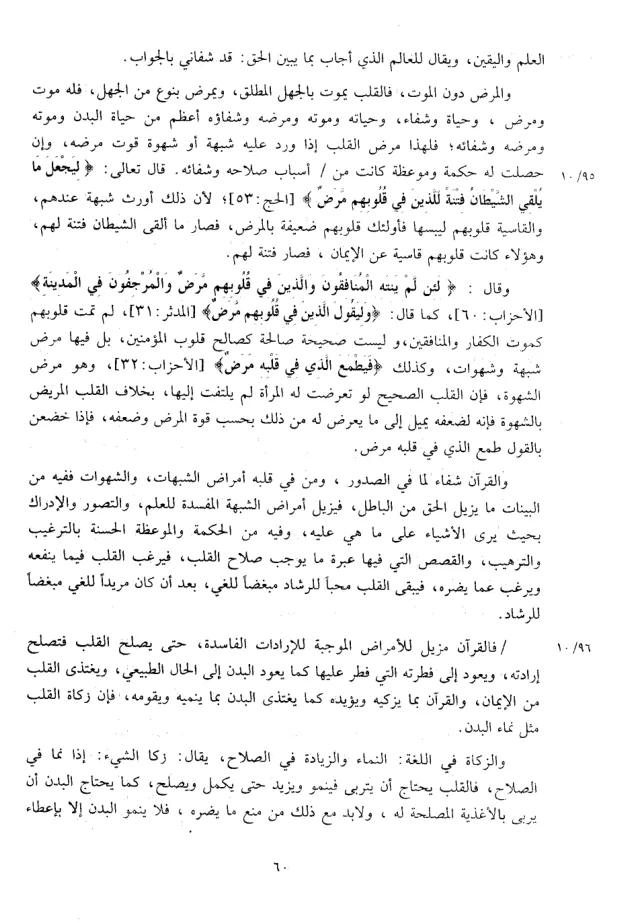 العلم واليقين، ويقال للعالم الذي أجاب بما يبين الحق: قد شفاني بالجواب.
والمرض دون الموت، فالقلب يموت بالجهل المطلق، ويمرض بنوع من الجهل، فله موت
ومرض ، وحياة وشفاء، وحياته وموته ومرضه وشفاؤه أعظم من حياة البدن وموته
ومرضه وشفائه؛ فلهذا مرض القلب إذا ورد عليه شبهة أو شهوة قوت مرضه، وإن
١٠/٩٥ حصلت له حكمة وموعظة كانت من / أسباب صلاحه وشفائه. قال تعالى: ﴿ لِيَجْعَلَ مَا
يُلْقِي الشَّيْطَانُ فِتْنَةً لِّلَّذِينَ فِي قُلُوبِهِم مَّرَضٌ ﴾ [الحج:٥٣]؛ لأن ذلك أورث شبهة عندهم،
والقاسية قلوبهم ليبسها فأولئك قلوبهم ضعيفة بالمرض، فصار ما ألقى الشيطان فتنة لهم،
وهؤلاء كانت قلوبهم قاسية عن الإيمان ، فصار فتنة لهم.
وقال : ﴿ لَئِن لَّمْ يَنتَهِ الْمُنَافِقُونَ وَالَّذِينَ فِي قُلُوبِهِم مَّرَضٌ وَالْمُرْجِفُونَ فِي الْمَدِينَةِ﴾
[الأحزاب:٦٠]، كما قال: ﴿وَلِيَقُولَ الَّذِينَ فِي قُلُوبِهِم مَّرَضٌ﴾ [المدثر:٣١]، لم تمت قلوبهم
كموت الكفار والمنافقين،و ليست صحيحة صالحة كصالح قلوب المؤمنين، بل فيها مرض
شبهة وشهوات، وكذلك ﴿فَيَطْمَعَ الَّذِي فِي قَلْبِهِ مَرَضٌ﴾ [الأحزاب:٣٢]، وهو مرض
الشهوة، فإن القلب الصحيح لو تعرضت له المرأة لم يلتفت إليها، بخلاف القلب المريض
بالشهوة فإنه لضعفه يميل إلى ما يعرض له من ذلك بحسب قوة المرض وضعفه، فإذا خضعن
بالقول طمع الذي في قلبه مرض.
والقرآن شفاء لما في الصدور ، ومن في قلبه أمراض الشبهات، والشهوات ففيه من
البينات ما يزيل الحق من الباطل، فيزيل أمراض الشبهة المفسدة للعلم، والتصور والإدراك
بحيث يرى الأشياء على ما هي عليه، وفيه من الحكمة والموعظة الحسنة بالترغيب
والترهيب، والقصص التي فيها عبرة ما يوجب صلاح القلب، فيرغب القلب فيما ينفعه
ويرغب عما يضره، فيبقى القلب محباً للرشاد مبغضاً للغي، بعد أن كان مريداً للغي مبغضاً
للرشاد.
١٠/٩٦ / فالقرآن مزيل للأمراض الموجبة للإرادات الفاسدة، حتى يصلح القلب فتصلح
إرادته، ويعود إلى فطرته التي فطر عليها كما يعود البدن إلى الحال الطبيعي، ويغتذى القلب
من الإيمان، والقرآن بما يزكيه ويؤيده كما يغتذى البدن بما ينميه ويقومه، فإن زكاة القلب
مثل نماء البدن.
والزكاة في اللغة: النماء والزيادة في الصلاح، يقال: زكا الشيء: إذا نما في
الصلاح، فالقلب يحتاج أن يتربى فينمو ويزيد حتى يكمل ويصلح، كما يحتاج البدن أن
يربى بالأغذية المصلحة له ، ولابد مع ذلك من منع ما يضره ، فلا ينمو البدن إلا بإعطاء
٦٠